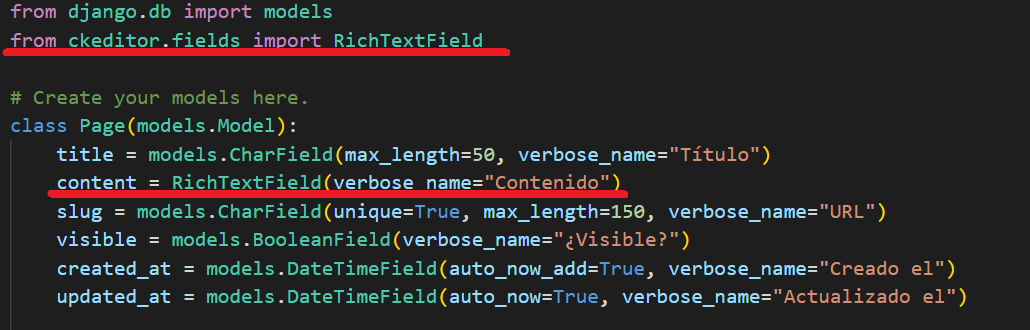 from django.db import models
from ckeditor.fields import RichTextField
# Create your models here.
class Page(models.Model):
title = models.CharField(max_length=50, verbose_name="Título")
content = RichTextField(verbose_name="Contenido")
slug = models.CharField(unique=True, max_length=150, verbose_name="URL")
visible = models.BooleanField(verbose_name="¿Visible?")
created_at = models.DateTimeField(auto_now_add=True, verbose_name="Creado el")
updated_at = models.DateTimeField(auto_now=True, verbose_name="Actualizado el")